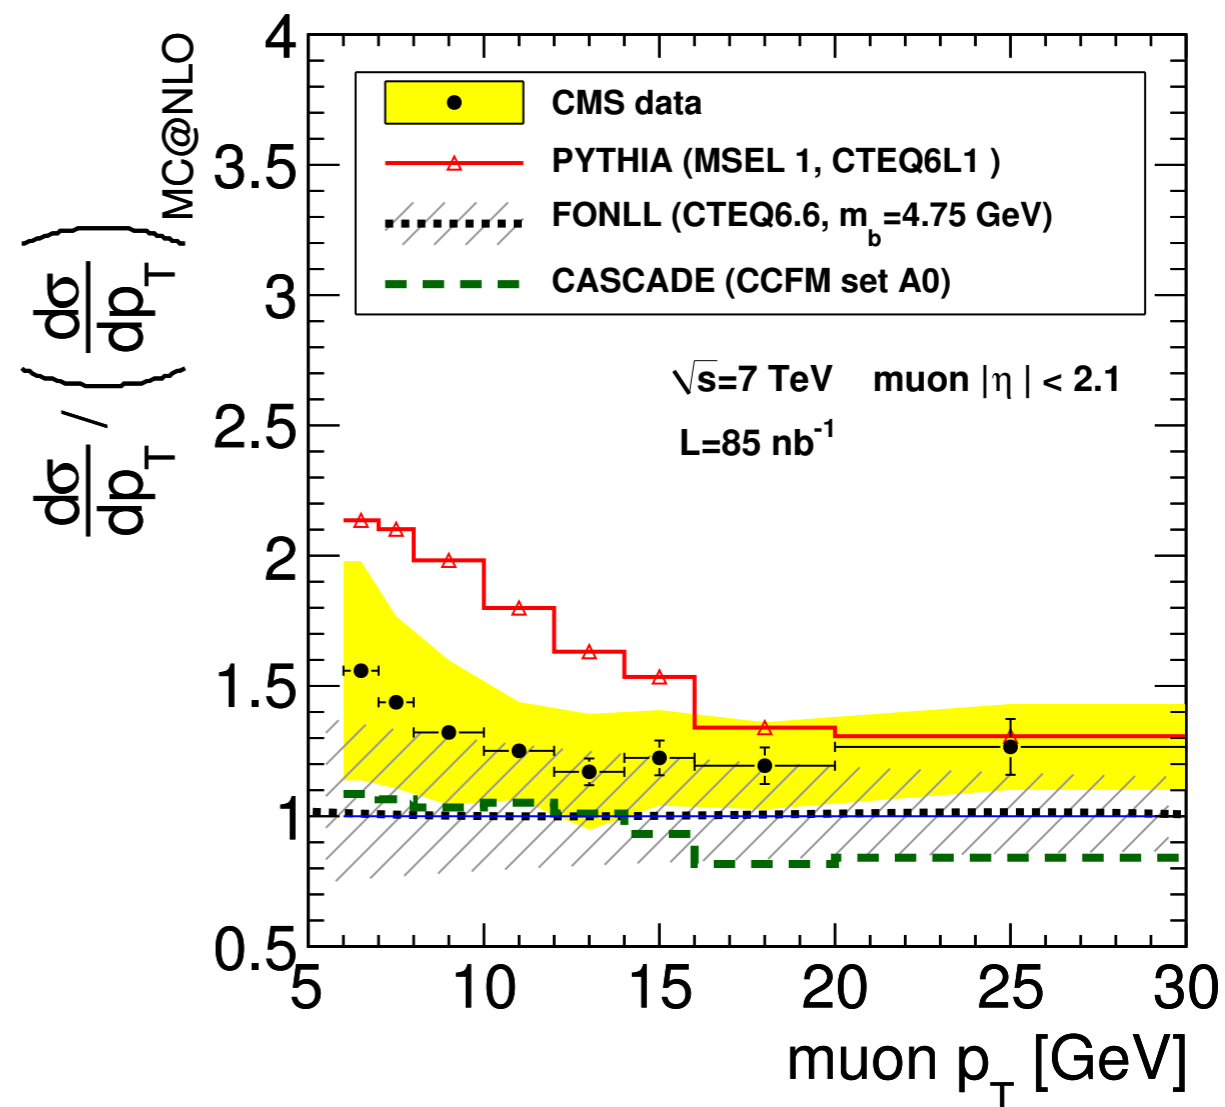 dσ/dp_T / (dσ/dp_T)_MC@NLO
4
3.5
3
2.5
2
1.5
1
0.5
CMS data
PYTHIA (MSEL 1, CTEQ6L1 )
FONLL (CTEQ6.6, m_b=4.75 GeV)
CASCADE (CCFM set A0)
√s=7 TeV muon |η | < 2.1
L=85 nb⁻¹
5 10 15 20 25 30
muon p_T [GeV]